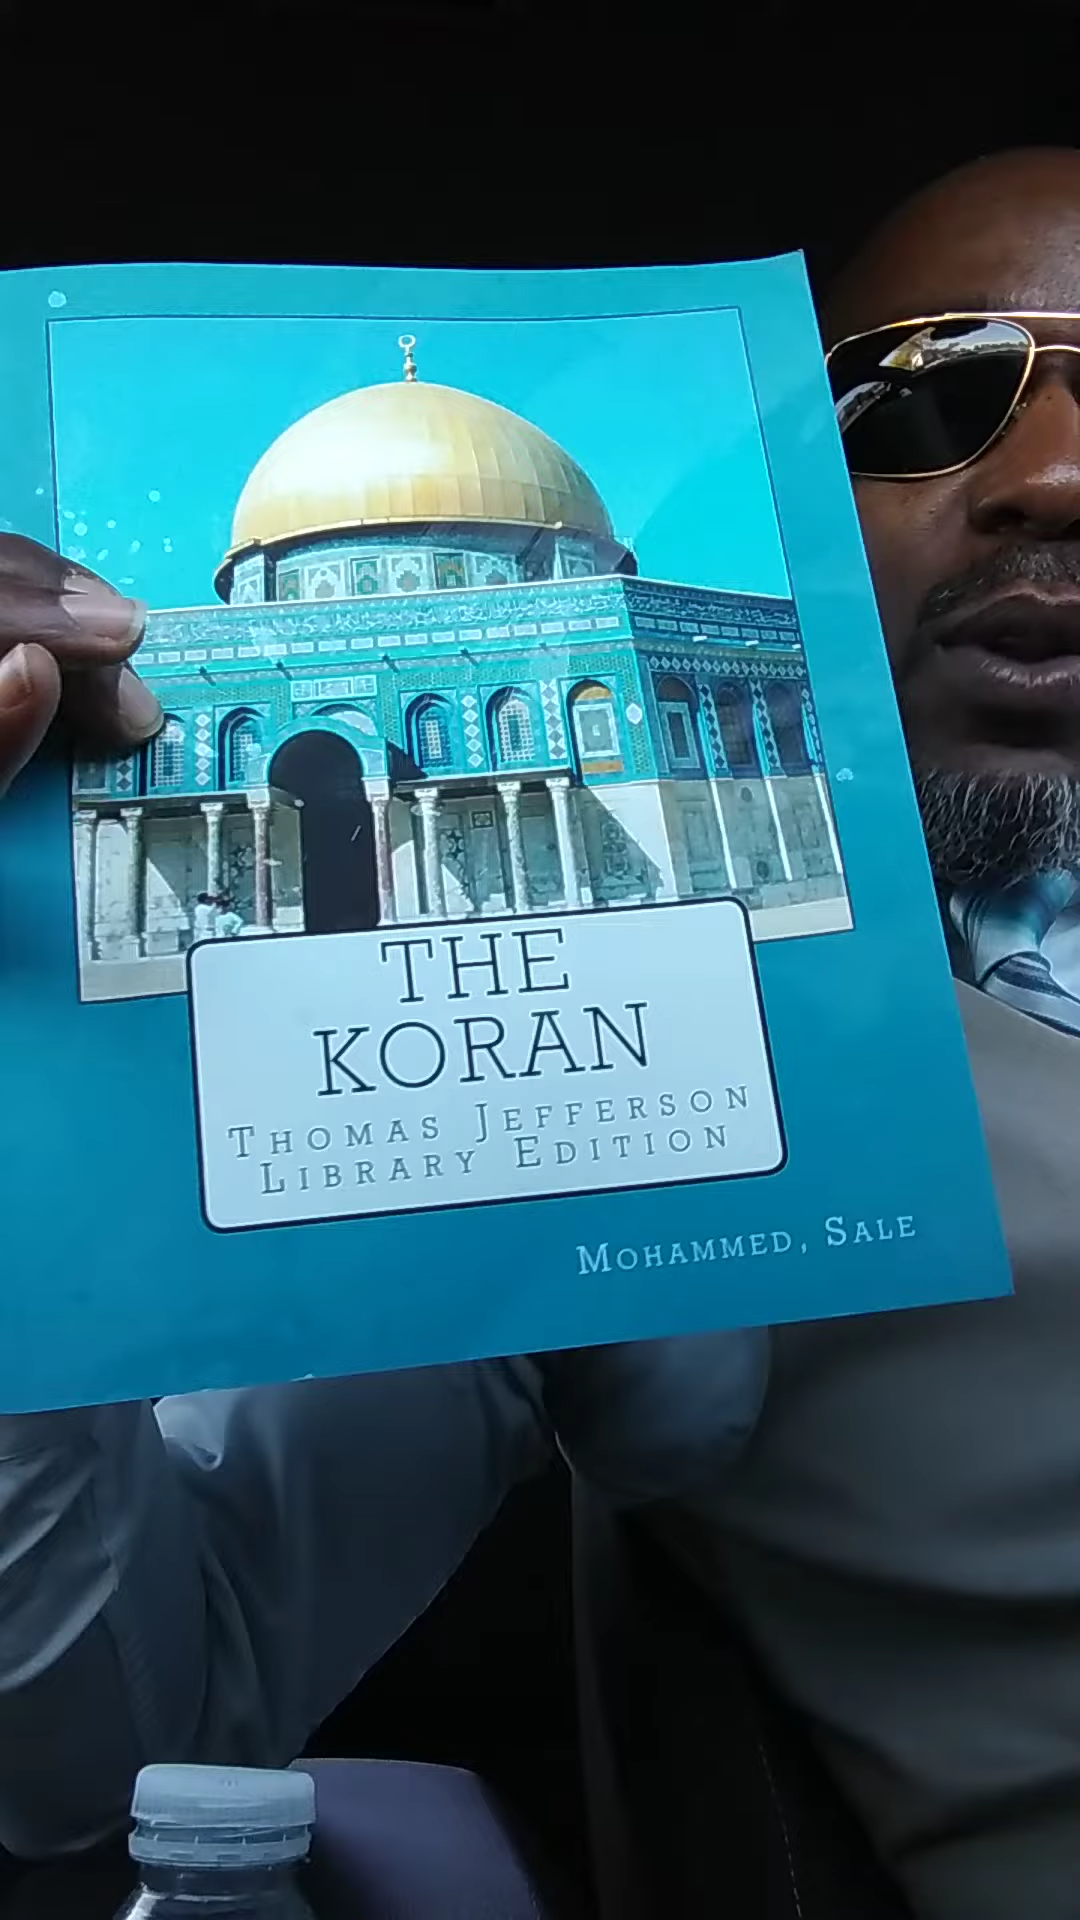 THE
KORAN
THOMAS JEFFERSON
LIBRARY EDITION
MOHAMMED, SALE